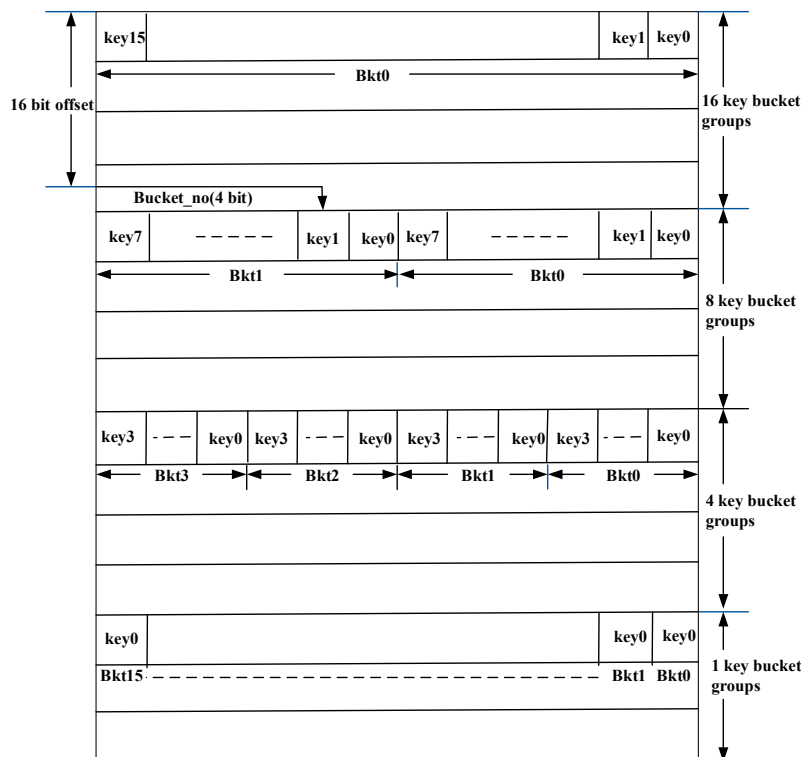 key15 key1 key0
Bkt0
16 bit offset
16 key bucket
groups
Bucket_no(4 bit)
key7 key1 key0 key7 key1 key0
Bkt1 Bkt0
8 key bucket
groups
key3 key0 key3 key0 key3 key0 key3 key0
Bkt3 Bkt2 Bkt1 Bkt0
4 key bucket
groups
key0 key0 key0
Bkt15 Bkt1 Bkt0
1 key bucket
groups